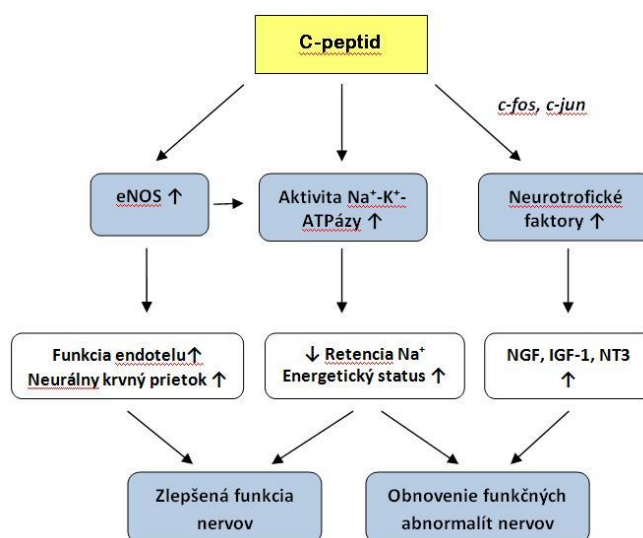 C-peptid
c-fos, c-jun
eNOS ↑
Aktivita Na⁺-K⁺-
ATPázy ↑
Neurotrofické
faktory ↑
Funkcia endotelu↑
Neurálny krvný prietok ↑
↓ Retencia Na⁺
Energetický status ↑
NGF, IGF-1, NT3
↑
Zlepšená funkcia
nervov
Obnovenie funkčných
abnormalít nervov